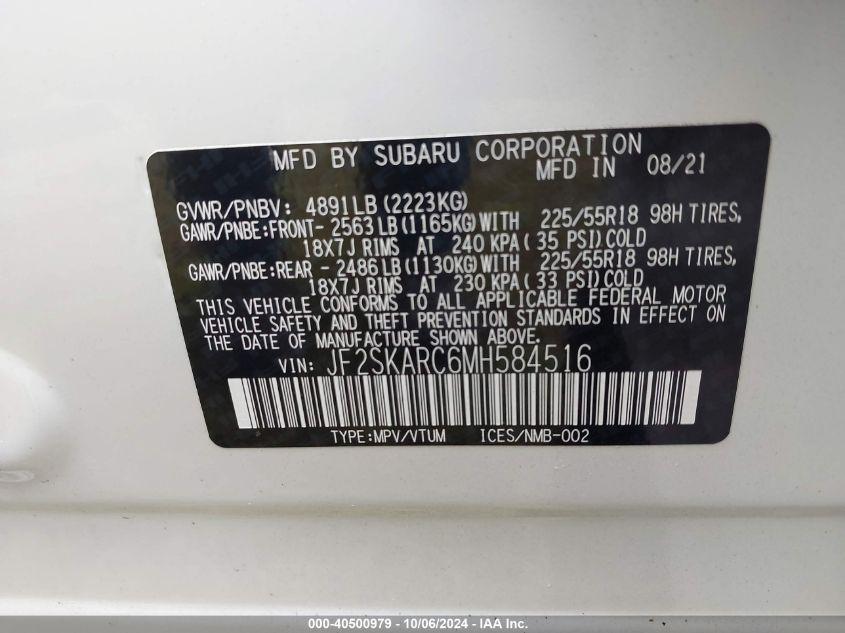 MFD BY SUBARU CORPORATION
MFD IN 08/21
GVWR/PNBV: 4891LB (2223KG)
GAWR/PNBE:FRONT- 2563LB (1165KG) WITH 225/55R18 98H TIRES,
18X7J RIMS AT 240 KPA (35 PSI) COLD
GAWR/PNBE:REAR - 2486LB (1130KG) WITH 225/55R18 98H TIRES,
18X7J RIMS AT 230 KPA (33 PSI) COLD
THIS VEHICLE CONFORMS TO ALL APPLICABLE FEDERAL MOTOR
VEHICLE SAFETY AND THEFT PREVENTION STANDARDS IN EFFECT ON
THE DATE OF MANUFACTURE SHOWN ABOVE.
VIN: JF2SKARC6MH584516
TYPE:MPV/VTUM ICES/NMB-002
000-40500979 - 10/06/2024 - IAA Inc.